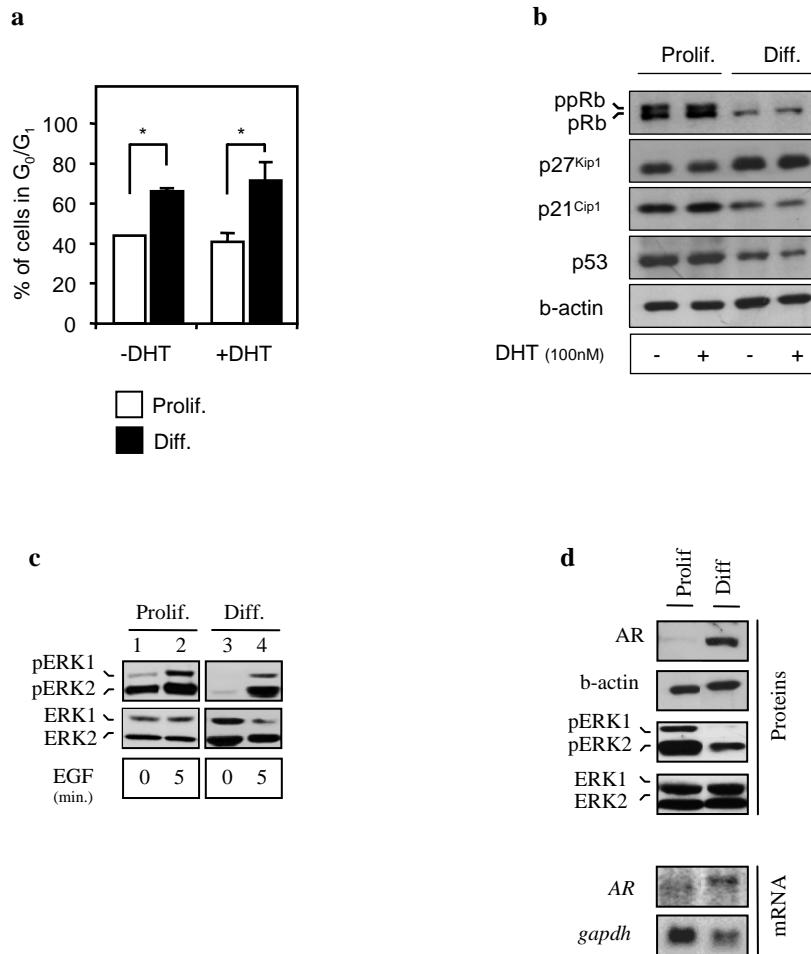 a
% of cells in G0/G1
100
80
60
40
20
0
* *
-DHT +DHT
Prolif.
Diff.
b
Prolif. Diff.
ppRb
pRb
p27Kip1
p21Cip1
p53
b-actin
DHT (100nM) - + - +
c
Prolif. Diff.
1 2 3 4
pERK1
pERK2
ERK1
ERK2
EGF 0 5 0 5
(min.)
d
Prolif Diff
AR
b-actin
pERK1
pERK2
ERK1
ERK2
Proteins
AR
gapdh
mRNA